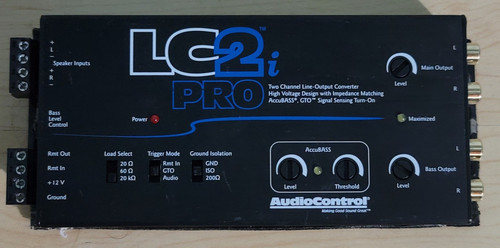 LC2i™
PRO
Two Channel Line-Output Converter
High Voltage Design with Impedance Matching
AccuBASS®, GTO™ Signal Sensing Turn-On
+
L
-
Speaker Inputs
+
R
-
Bass
Level
Control
Power
L
Main Output
Level
R
Maximized
Rmt Out
Rmt In
+12 V
Ground
Load Select
20 Ω
60 Ω
20 kΩ
Trigger Mode
Rmt In
GTO
Audio
Ground Isolation
GND
ISO
200Ω
AccuBASS
Level
Threshold
L
Bass Output
Level
R
AudioControl®
Making Good Sound Great™